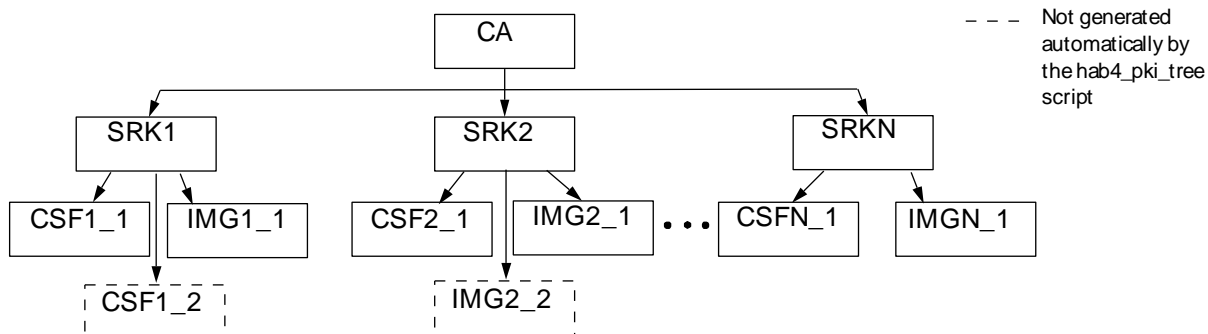 CA
Not generated
automatically by
the hab4_pki_tree
script
SRK1
SRK2
SRKN
CSF1_1
IMG1_1
CSF2_1
IMG2_1
CSFN_1
IMGN_1
CSF1_2
IMG2_2